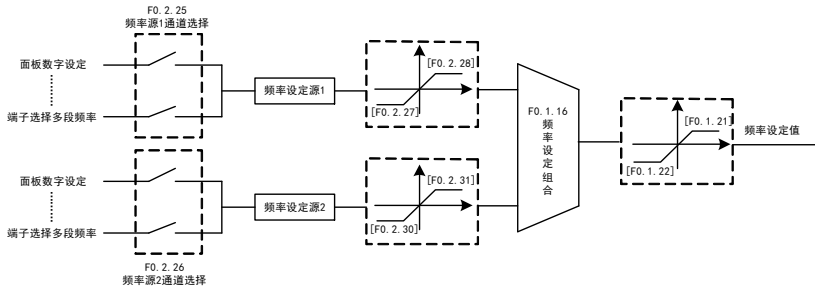 F0.2.25
频率源1通道选择
面板数字设定
端子选择多段频率
频率设定源1
[F0.2.28]
[F0.2.27]
F0.1.16
频率设定组合
[F0.1.21]
[F0.1.22]
频率设定值
面板数字设定
端子选择多段频率
频率设定源2
[F0.2.31]
[F0.2.30]
F0.2.26
频率源2通道选择